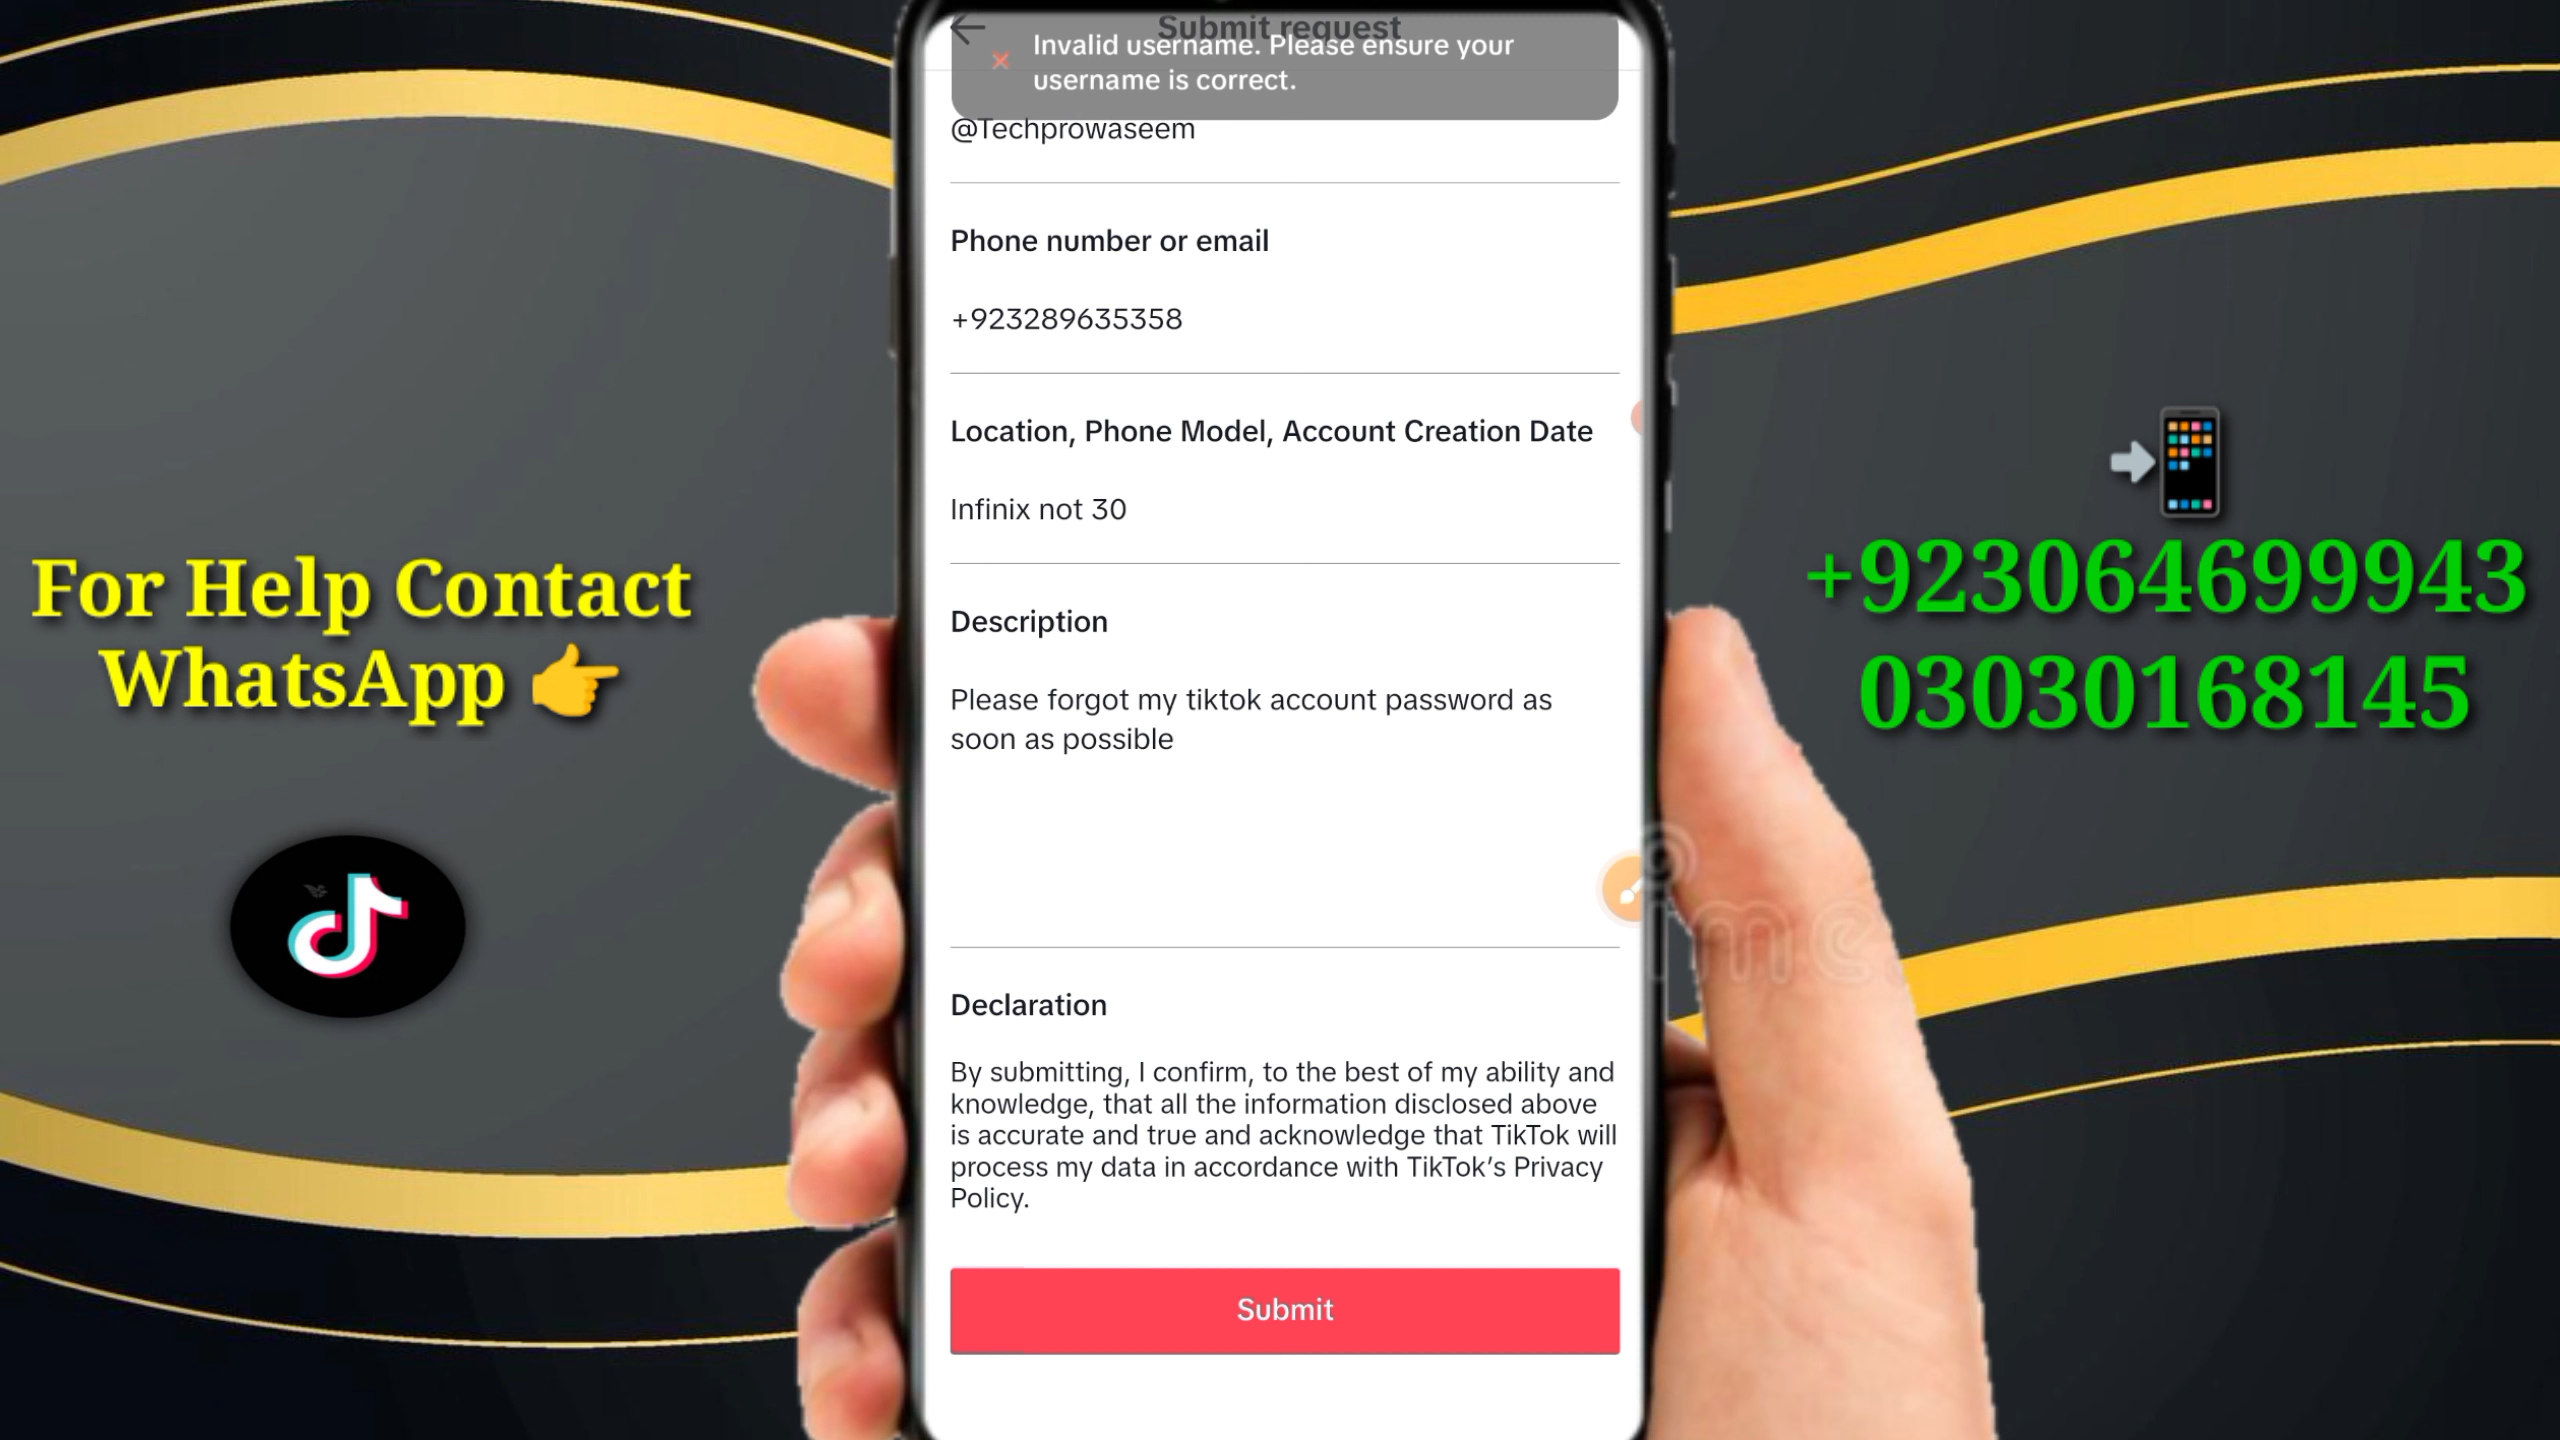 Submit request
Invalid username. Please ensure your
username is correct.
@Techprowaseem
Phone number or email
+923289635358
Location, Phone Model, Account Creation Date
Infinix not 30
Description
Please forgot my tiktok account password as
soon as possible
Declaration
By submitting, I confirm, to the best of my ability and
knowledge, that all the information disclosed above
is accurate and true and acknowledge that TikTok will
process my data in accordance with TikTok’s Privacy
Policy.
Submit
For Help Contact
WhatsApp 👉
+923064699943
03030168145